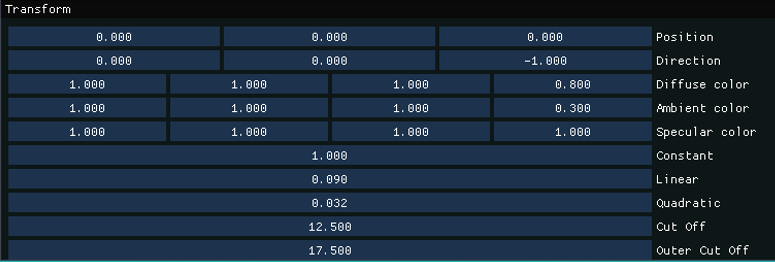 Transform
0.000 0.000 0.000 Position
0.000 0.000 -1.000 Direction
1.000 1.000 1.000 0.800 Diffuse color
1.000 1.000 1.000 0.300 Ambient color
1.000 1.000 1.000 1.000 Specular color
1.000 Constant
0.090 Linear
0.032 Quadratic
12.500 Cut Off
17.500 Outer Cut Off